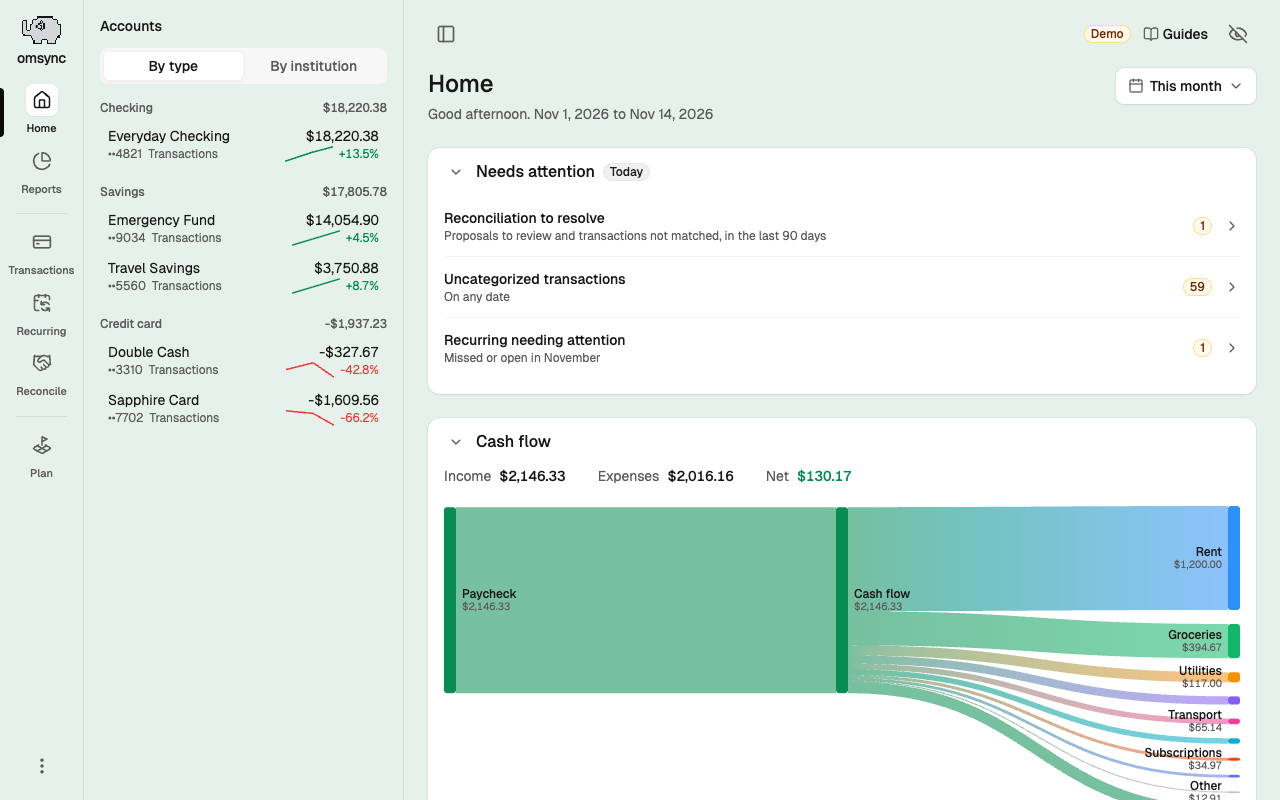 omsync
Home
Reports
Transactions
Recurring
Reconcile
Plan
Accounts
By type
By institution
Checking $18,220.38
Everyday Checking $18,220.38
••4821 Transactions +13.5%
Savings $17,805.78
Emergency Fund $14,054.90
••9034 Transactions +4.5%
Travel Savings $3,750.88
••5560 Transactions +8.7%
Credit card -$1,937.23
Double Cash -$327.67
••3310 Transactions -42.8%
Sapphire Card -$1,609.56
••7702 Transactions -66.2%
Demo
Guides
Home
This month
Good afternoon. Nov 1, 2026 to Nov 14, 2026
Needs attention Today
Reconciliation to resolve
Proposals to review and transactions not matched, in the last 90 days
1
Uncategorized transactions
On any date
59
Recurring needing attention
Missed or open in November
1
Cash flow
Income $2,146.33 Expenses $2,016.16 Net $130.17
Paycheck
$2,146.33
Cash flow
$2,146.33
Rent
$1,200.00
Groceries
$394.67
Utilities
$117.00
Transport
$65.14
Subscriptions
$34.97
Other
$12.91